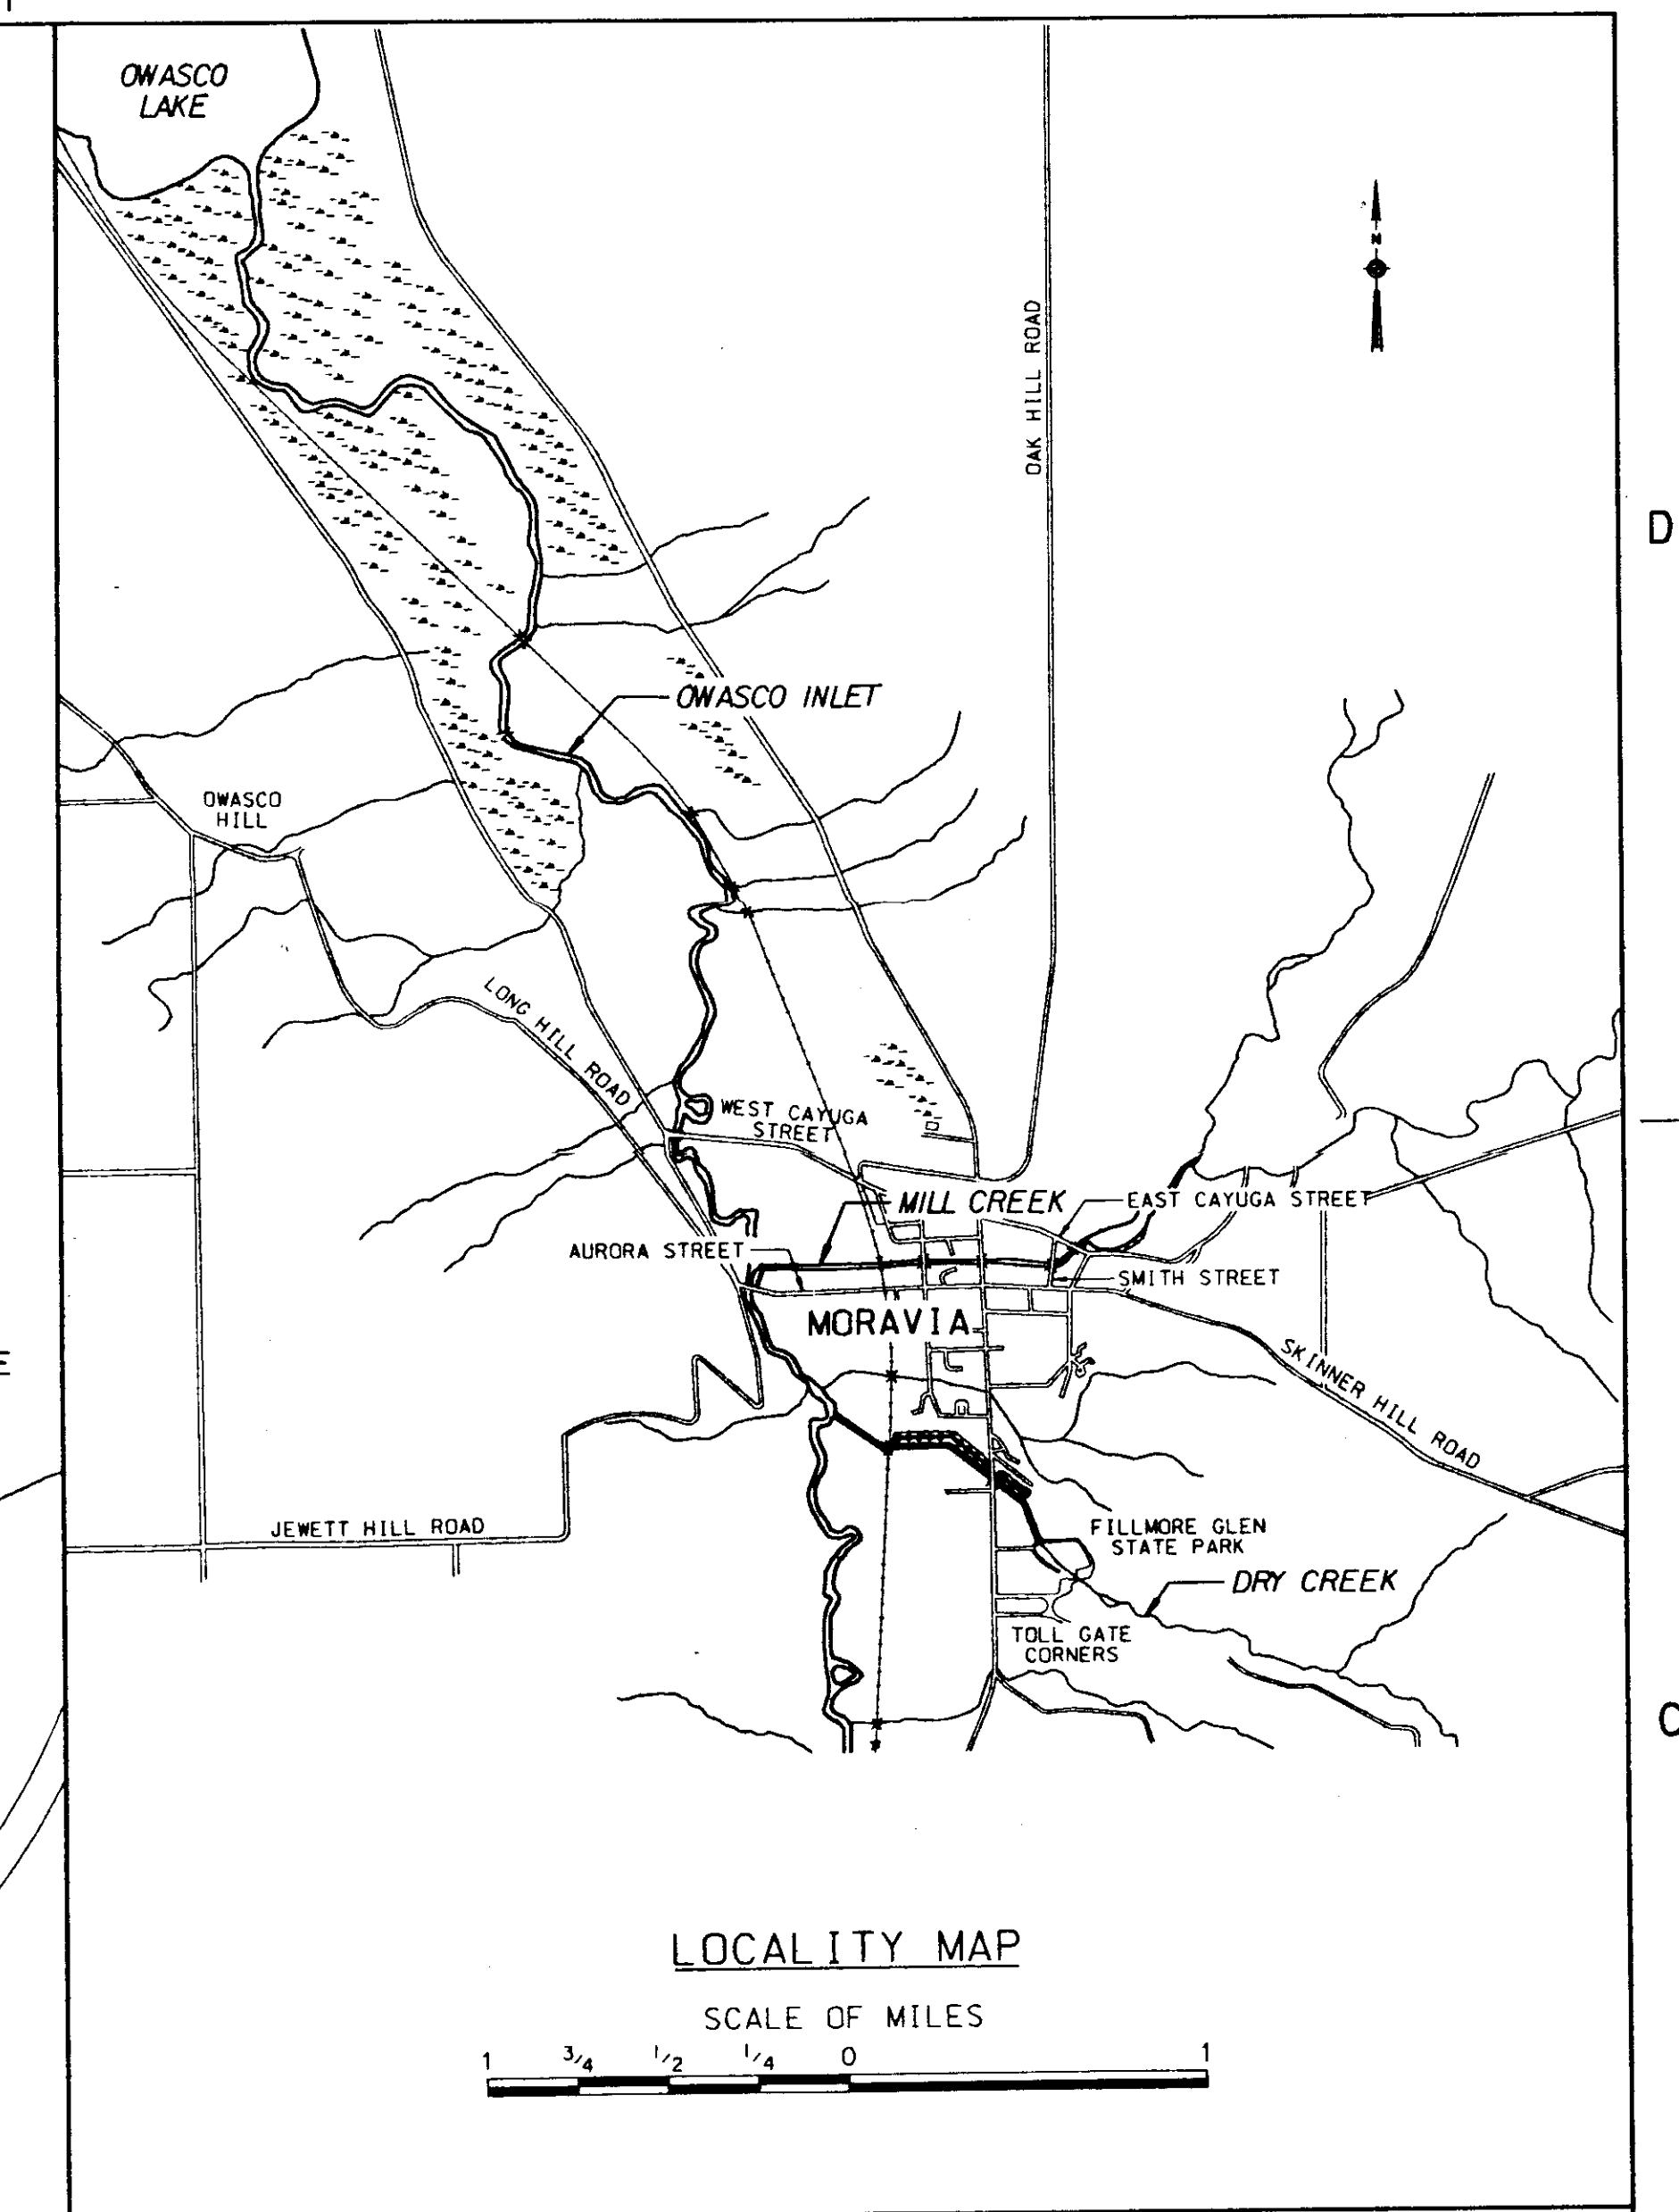 OWASCO
LAKE
N
OAK HILL ROAD
D
OWASCO INLET
OWASCO
HILL
LONG HILL ROAD
WEST CAYUGA
STREET
MILL CREEK
EAST CAYUGA STREET
AURORA STREET
SMITH STREET
MORAVIA
SKINNER HILL ROAD
E
JEWETT HILL ROAD
FILLMORE GLEN
STATE PARK
DRY CREEK
TOLL GATE
CORNERS
C
LOCALITY MAP
SCALE OF MILES
1 3/4 1/2 1/4 0 1